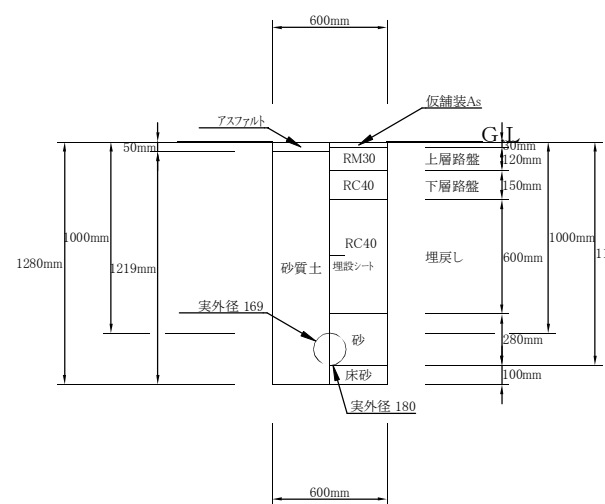 600mm
仮舗装As
アスファルト
G.L
50mm
30mm
RM30
上層路盤
120mm
RC40
下層路盤
150mm
1000mm
1000mm
1280mm
1219mm
RC40
埋設シート
砂質土
埋戻し
600mm
実外径 169
砂
280mm
床砂
100mm
実外径 180
600mm